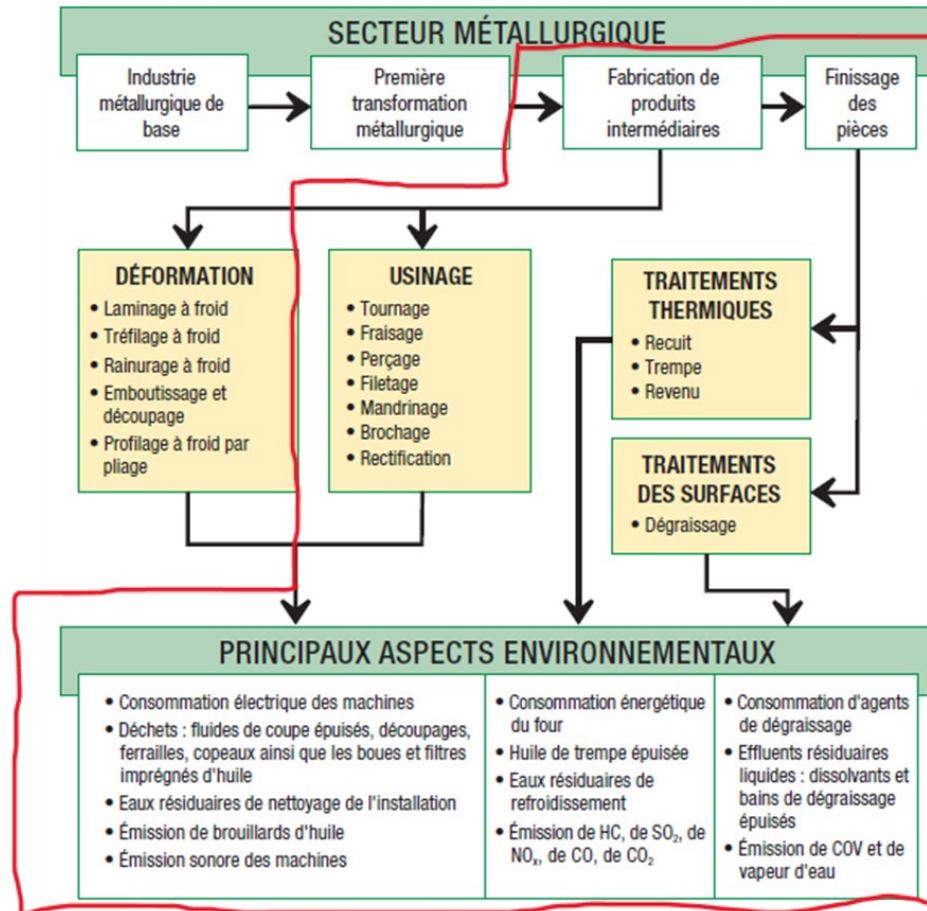 SECTEUR MÉTALLURGIQUE
Industrie
métallurgique de
base
Première
transformation
métallurgique
Fabrication de
produits
intermédiaires
Finissage
des
pièces
DÉFORMATION
• Laminage à froid
• Tréfilage à froid
• Rainurage à froid
• Emboutissage et
découpage
• Profilage à froid par
pliage
USINAGE
• Tournage
• Fraisage
• Perçage
• Filetage
• Mandrinage
• Brochage
• Rectification
TRAITEMENTS
THERMIQUES
• Recuit
• Trempe
• Revenu
TRAITEMENTS
DES SURFACES
• Dégraissage
PRINCIPAUX ASPECTS ENVIRONNEMENTAUX
• Consommation électrique des machines
• Déchets : fluides de coupe épuisés, découpages,
ferrailles, copeaux ainsi que les boues et filtres
imprégnés d'huile
• Eaux résiduaires de nettoyage de l'installation
• Émission de brouillards d'huile
• Émission sonore des machines
• Consommation énergétique
du four
• Huile de trempe épuisée
• Eaux résiduaires de
refroidissement
• Émission de HC, de SO₂, de
NOₓ, de CO, de CO₂
• Consommation d'agents
de dégraissage
• Effluents résiduaires
liquides : dissolvants et
bains de dégraissage
épuisés
• Émission de COV et de
vapeur d'eau